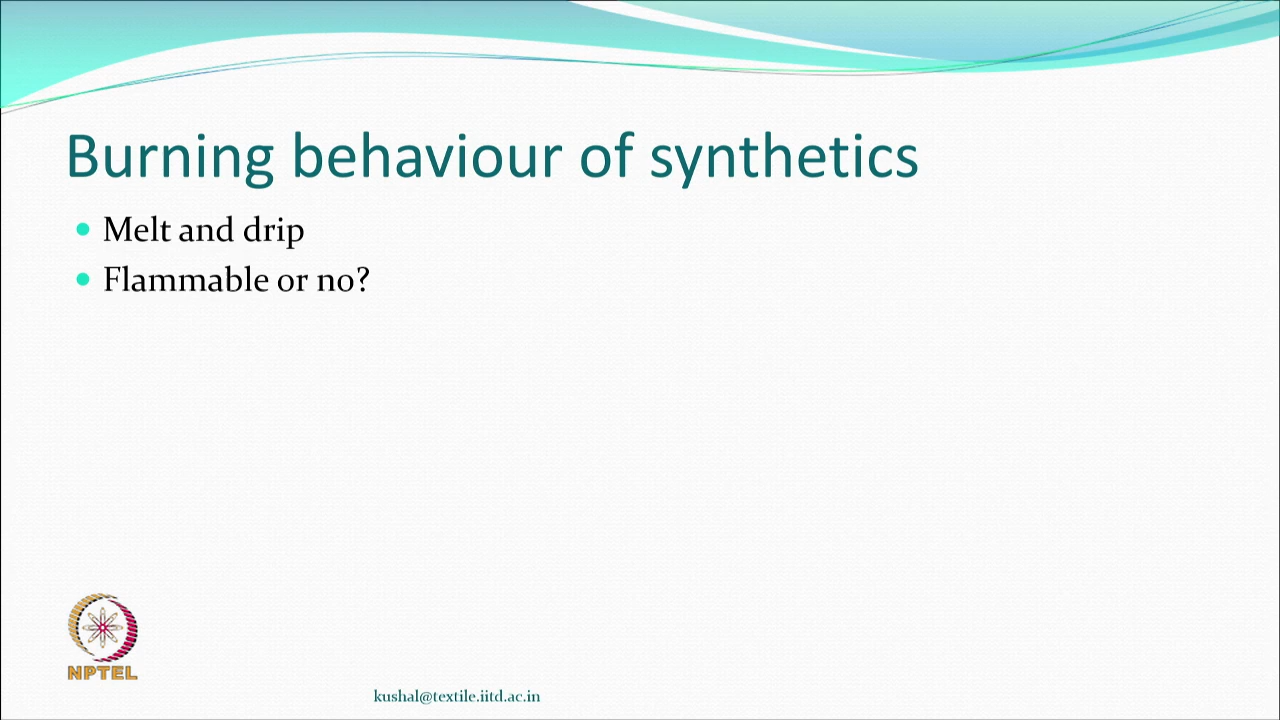 Burning behaviour of synthetics
Melt and drip
Flammable or no?
NPTEL
kushal@textile.iitd.ac.in